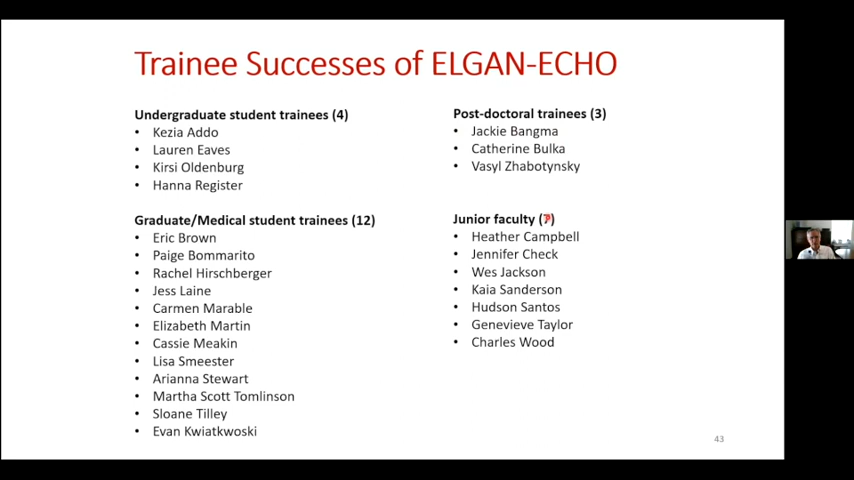 Trainee Successes of ELGAN-ECHO
Undergraduate student trainees (4)
• Kezia Addo
• Lauren Eaves
• Kirsi Oldenburg
• Hanna Register
Graduate/Medical student trainees (12)
• Eric Brown
• Paige Bommarito
• Rachel Hirschberger
• Jess Laine
• Carmen Marable
• Elizabeth Martin
• Cassie Meakin
• Lisa Smeester
• Arianna Stewart
• Martha Scott Tomlinson
• Sloane Tilley
• Evan Kwiatkwoski
Post-doctoral trainees (3)
• Jackie Bangma
• Catherine Bulka
• Vasyl Zhabotynsky
Junior faculty (7)
• Heather Campbell
• Jennifer Check
• Wes Jackson
• Kaia Sanderson
• Hudson Santos
• Genevieve Taylor
• Charles Wood
43